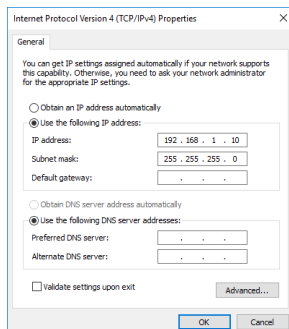 Internet Protocol Version 4 (TCP/IPv4) Properties
General
You can get IP settings assigned automatically if your network supports
this capability. Otherwise, you need to ask your network administrator
for the appropriate IP settings.
Obtain an IP address automatically
Use the following IP address:
IP address: 192 . 168 . 1 . 10
Subnet mask: 255 . 255 . 255 . 0
Default gateway: . . .
Obtain DNS server address automatically
Use the following DNS server addresses:
Preferred DNS server: . . .
Alternate DNS server: . . .
Validate settings upon exit
Advanced...
OK Cancel